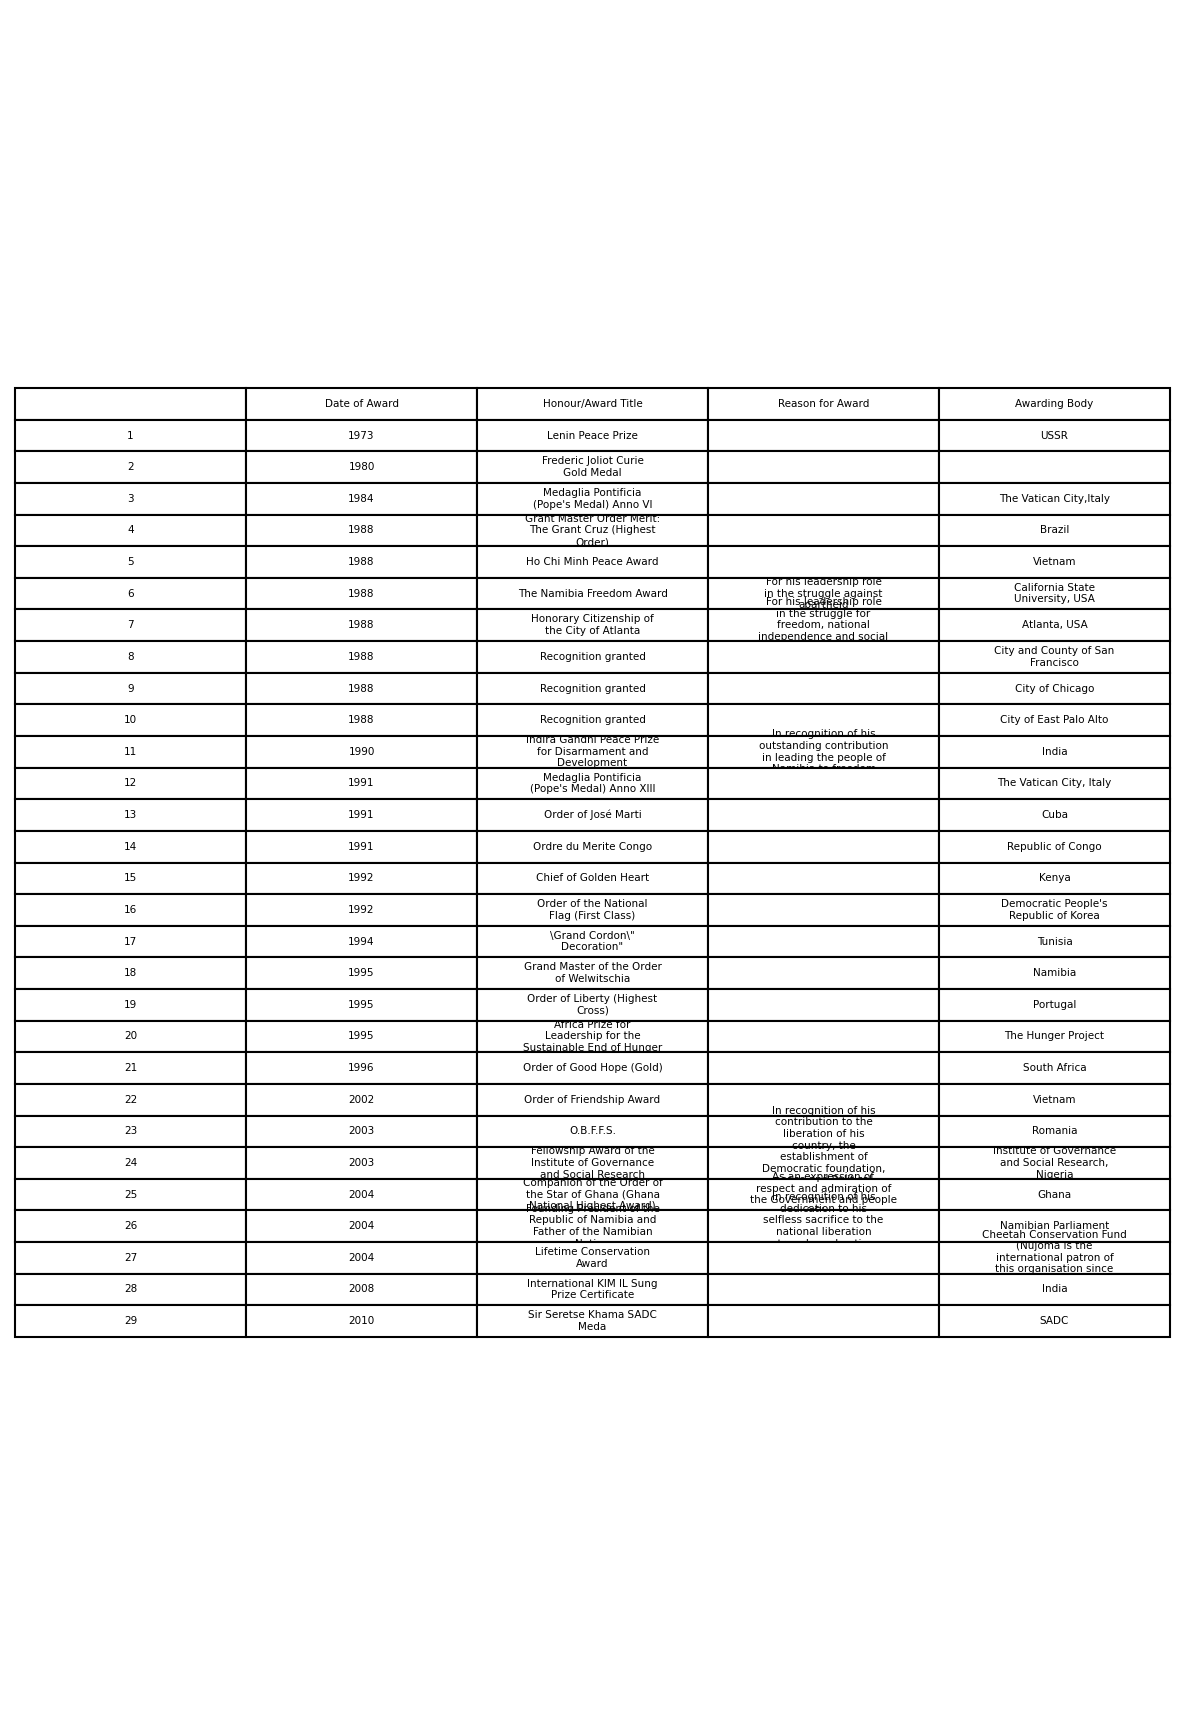 Date of Award Honour/Award Title Reason for Award Awarding Body
1 1973 Lenin Peace Prize USSR
2 1980 Frederic Joliot Curie
Gold Medal
3 1984 Medaglia Pontificia
(Pope's Medal) Anno VI The Vatican City,Italy
4 1988 Grant Master Order Merit:
The Grant Cruz (Highest
Order) Brazil
5 1988 Ho Chi Minh Peace Award Vietnam
6 1988 The Namibia Freedom Award
For his leadership role
in the struggle against
apartheid
California State
University, USA
7 1988 Honorary Citizenship of
the City of Atlanta
For his leadership role
in the struggle for
freedom, national
independence and social
Atlanta, USA
8 1988 Recognition granted City and County of San
Francisco
9 1988 Recognition granted City of Chicago
10 1988 Recognition granted City of East Palo Alto
11 1990 Indira Gandhi Peace Prize
for Disarmament and
Development
In recognition of his
outstanding contribution
in leading the people of
Namibia to freedom
India
12 1991 Medaglia Pontificia
(Pope's Medal) Anno XIII The Vatican City, Italy
13 1991 Order of José Marti Cuba
14 1991 Ordre du Merite Congo Republic of Congo
15 1992 Chief of Golden Heart Kenya
16 1992 Order of the National
Flag (First Class)
Democratic People's
Republic of Korea
17 1994 \Grand Cordon\"
Decoration" Tunisia
18 1995 Grand Master of the Order
of Welwitschia Namibia
19 1995 Order of Liberty (Highest
Cross) Portugal
20 1995 Africa Prize for
Leadership for the
Sustainable End of Hunger The Hunger Project
21 1996 Order of Good Hope (Gold) South Africa
22 2002 Order of Friendship Award Vietnam
23 2003 O.B.F.F.S. Romania
24 2003 Fellowship Award of the
Institute of Governance
and Social Research
In recognition of his
contribution to the
liberation of his
country, the
establishment of
Democratic foundation,
Institute of Governance
and Social Research,
Nigeria
25 2004 Companion of the Order of
the Star of Ghana (Ghana
National Highest Award)
As an expression of
respect and admiration of
the Government and people
Ghana
26 2004 Founding President of the
Republic of Namibia and
Father of the Namibian
In recognition of his
dedication to his
selfless sacrifice to the
national liberation
Namibian Parliament
27 2004 Lifetime Conservation
Award
Cheetah Conservation Fund
(Nujoma is the
international patron of
this organisation since
28 2008 International KIM IL Sung
Prize Certificate India
29 2010 Sir Seretse Khama SADC
Meda SADC